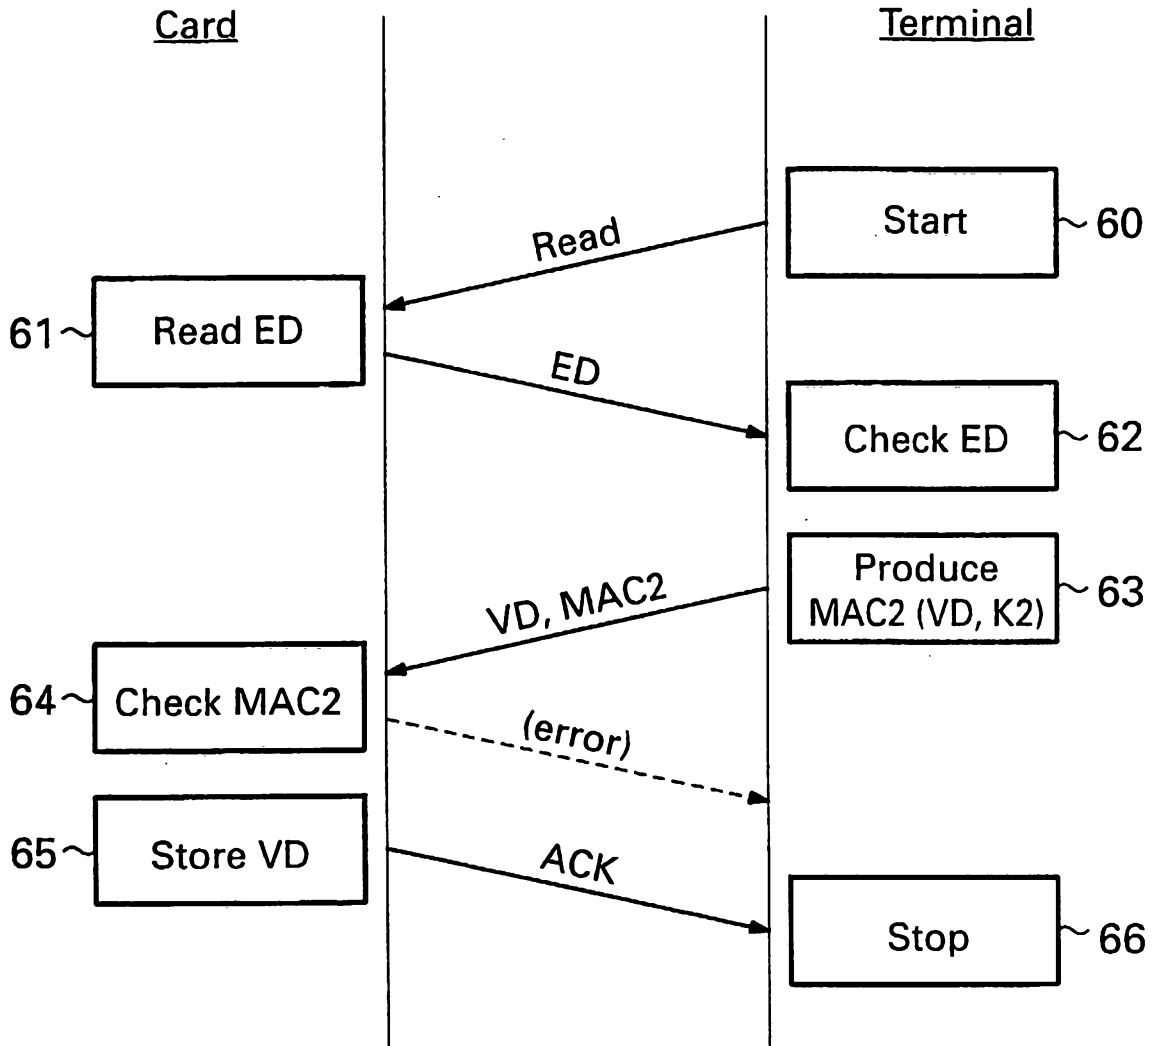 Card
Terminal
Start
60
Read
61
Read ED
ED
Check ED
62
Produce
MAC2 (VD, K2)
63
VD, MAC2
64
Check MAC2
(error)
65
Store VD
ACK
Stop
66